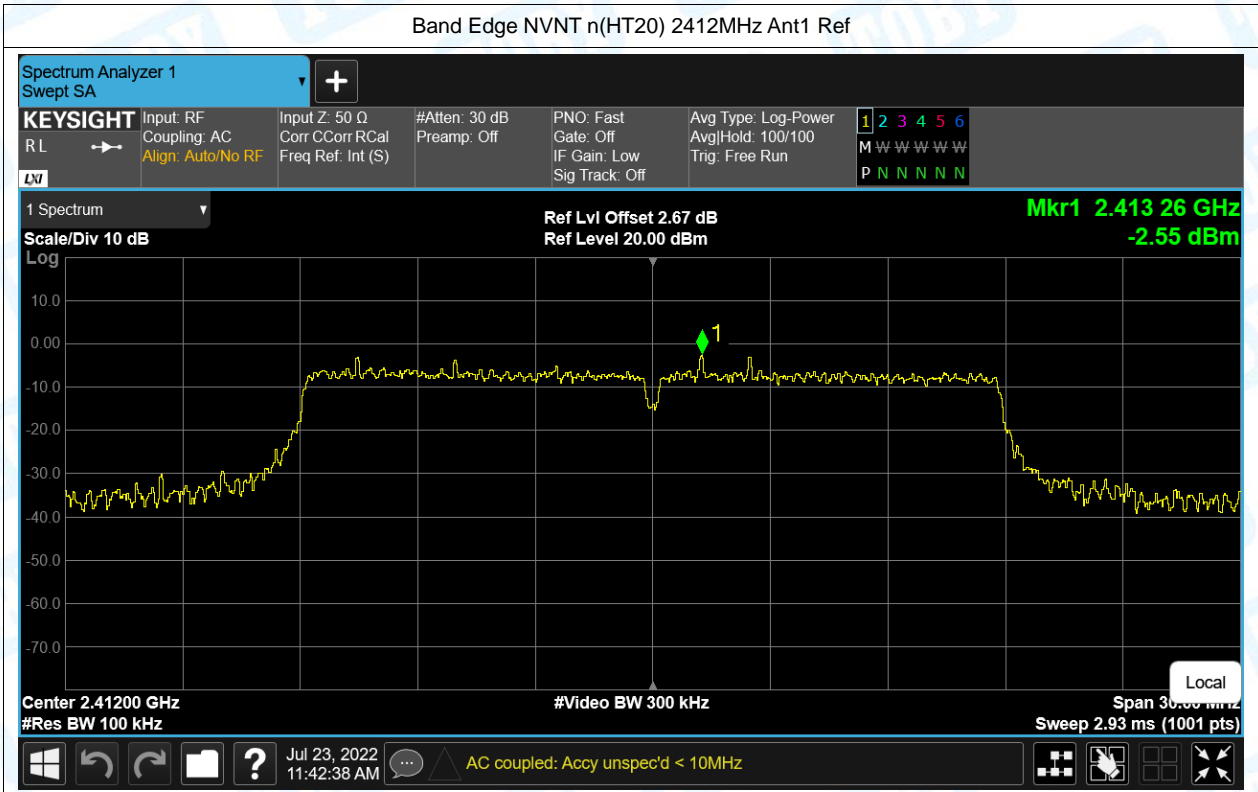 Band Edge NVNT n(HT20) 2412MHz Ant1 Ref
Spectrum Analyzer 1
Swept SA
KEYSIGHT
R L
LXI
Input: RF
Coupling: AC
Align: Auto/No RF
Input Z: 50 Ω
Corr CCorr RCal
Freq Ref: Int (S)
#Atten: 30 dB
Preamp: Off
PNO: Fast
Gate: Off
IF Gain: Low
Sig Track: Off
Avg Type: Log-Power
Avg|Hold: 100/100
Trig: Free Run
1 2 3 4 5 6
M W W W W W
P N N N N N
1 Spectrum
Scale/Div 10 dB
Log
Ref Lvl Offset 2.67 dB
Ref Level 20.00 dBm
Mkr1 2.413 26 GHz
-2.55 dBm
10.0
0.00
-10.0
-20.0
-30.0
-40.0
-50.0
-60.0
-70.0
1
Center 2.41200 GHz
#Res BW 100 kHz
#Video BW 300 kHz
Local
Span 30.00 MHz
Sweep 2.93 ms (1001 pts)
?
Jul 23, 2022
11:42:38 AM
AC coupled: Accy unspec'd < 10MHz